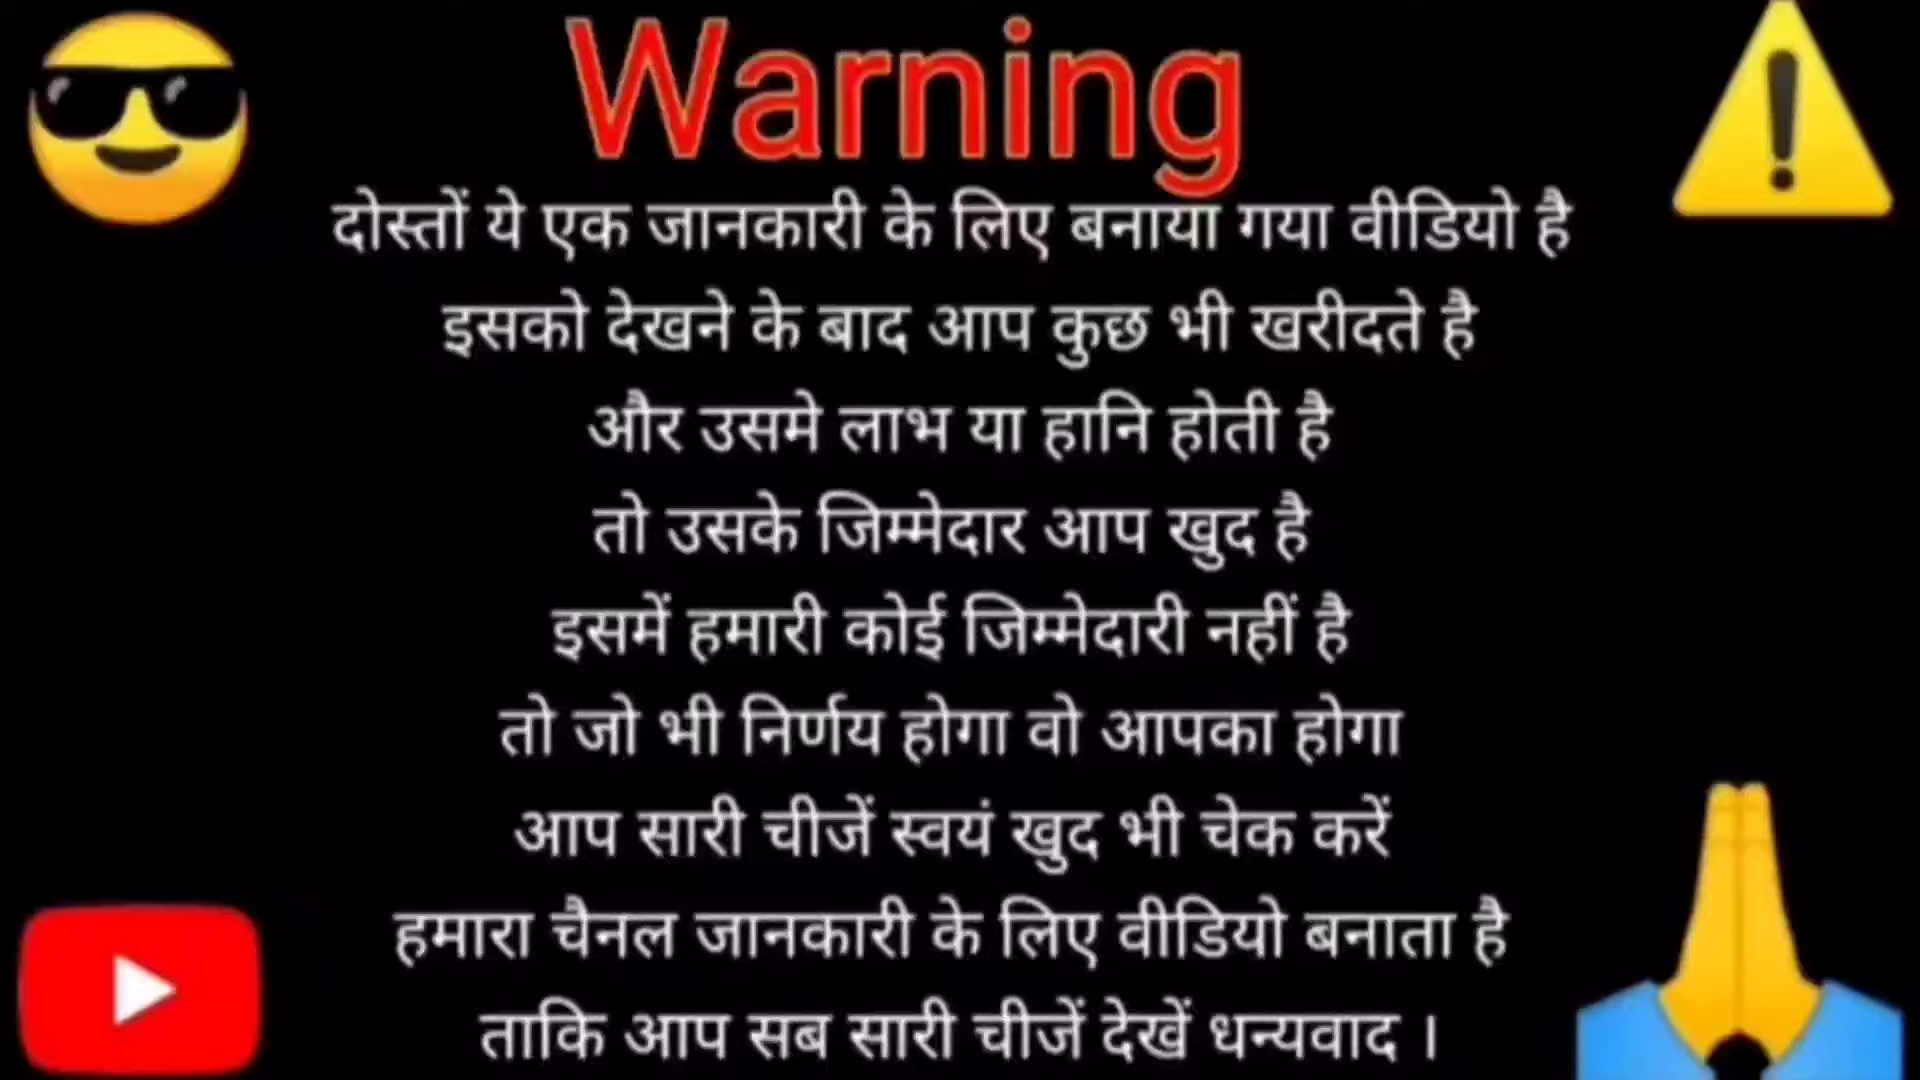 Warning
दोस्तों ये एक जानकारी के लिए बनाया गया वीडियो है
इसको देखने के बाद आप कुछ भी खरीदते है
और उसमे लाभ या हानि होती है
तो उसके जिम्मेदार आप खुद है
इसमें हमारी कोई जिम्मेदारी नहीं है
तो जो भी निर्णय होगा वो आपका होगा
आप सारी चीजें स्वयं खुद भी चेक करें
हमारा चैनल जानकारी के लिए वीडियो बनाता है
ताकि आप सब सारी चीजें देखें धन्यवाद ।